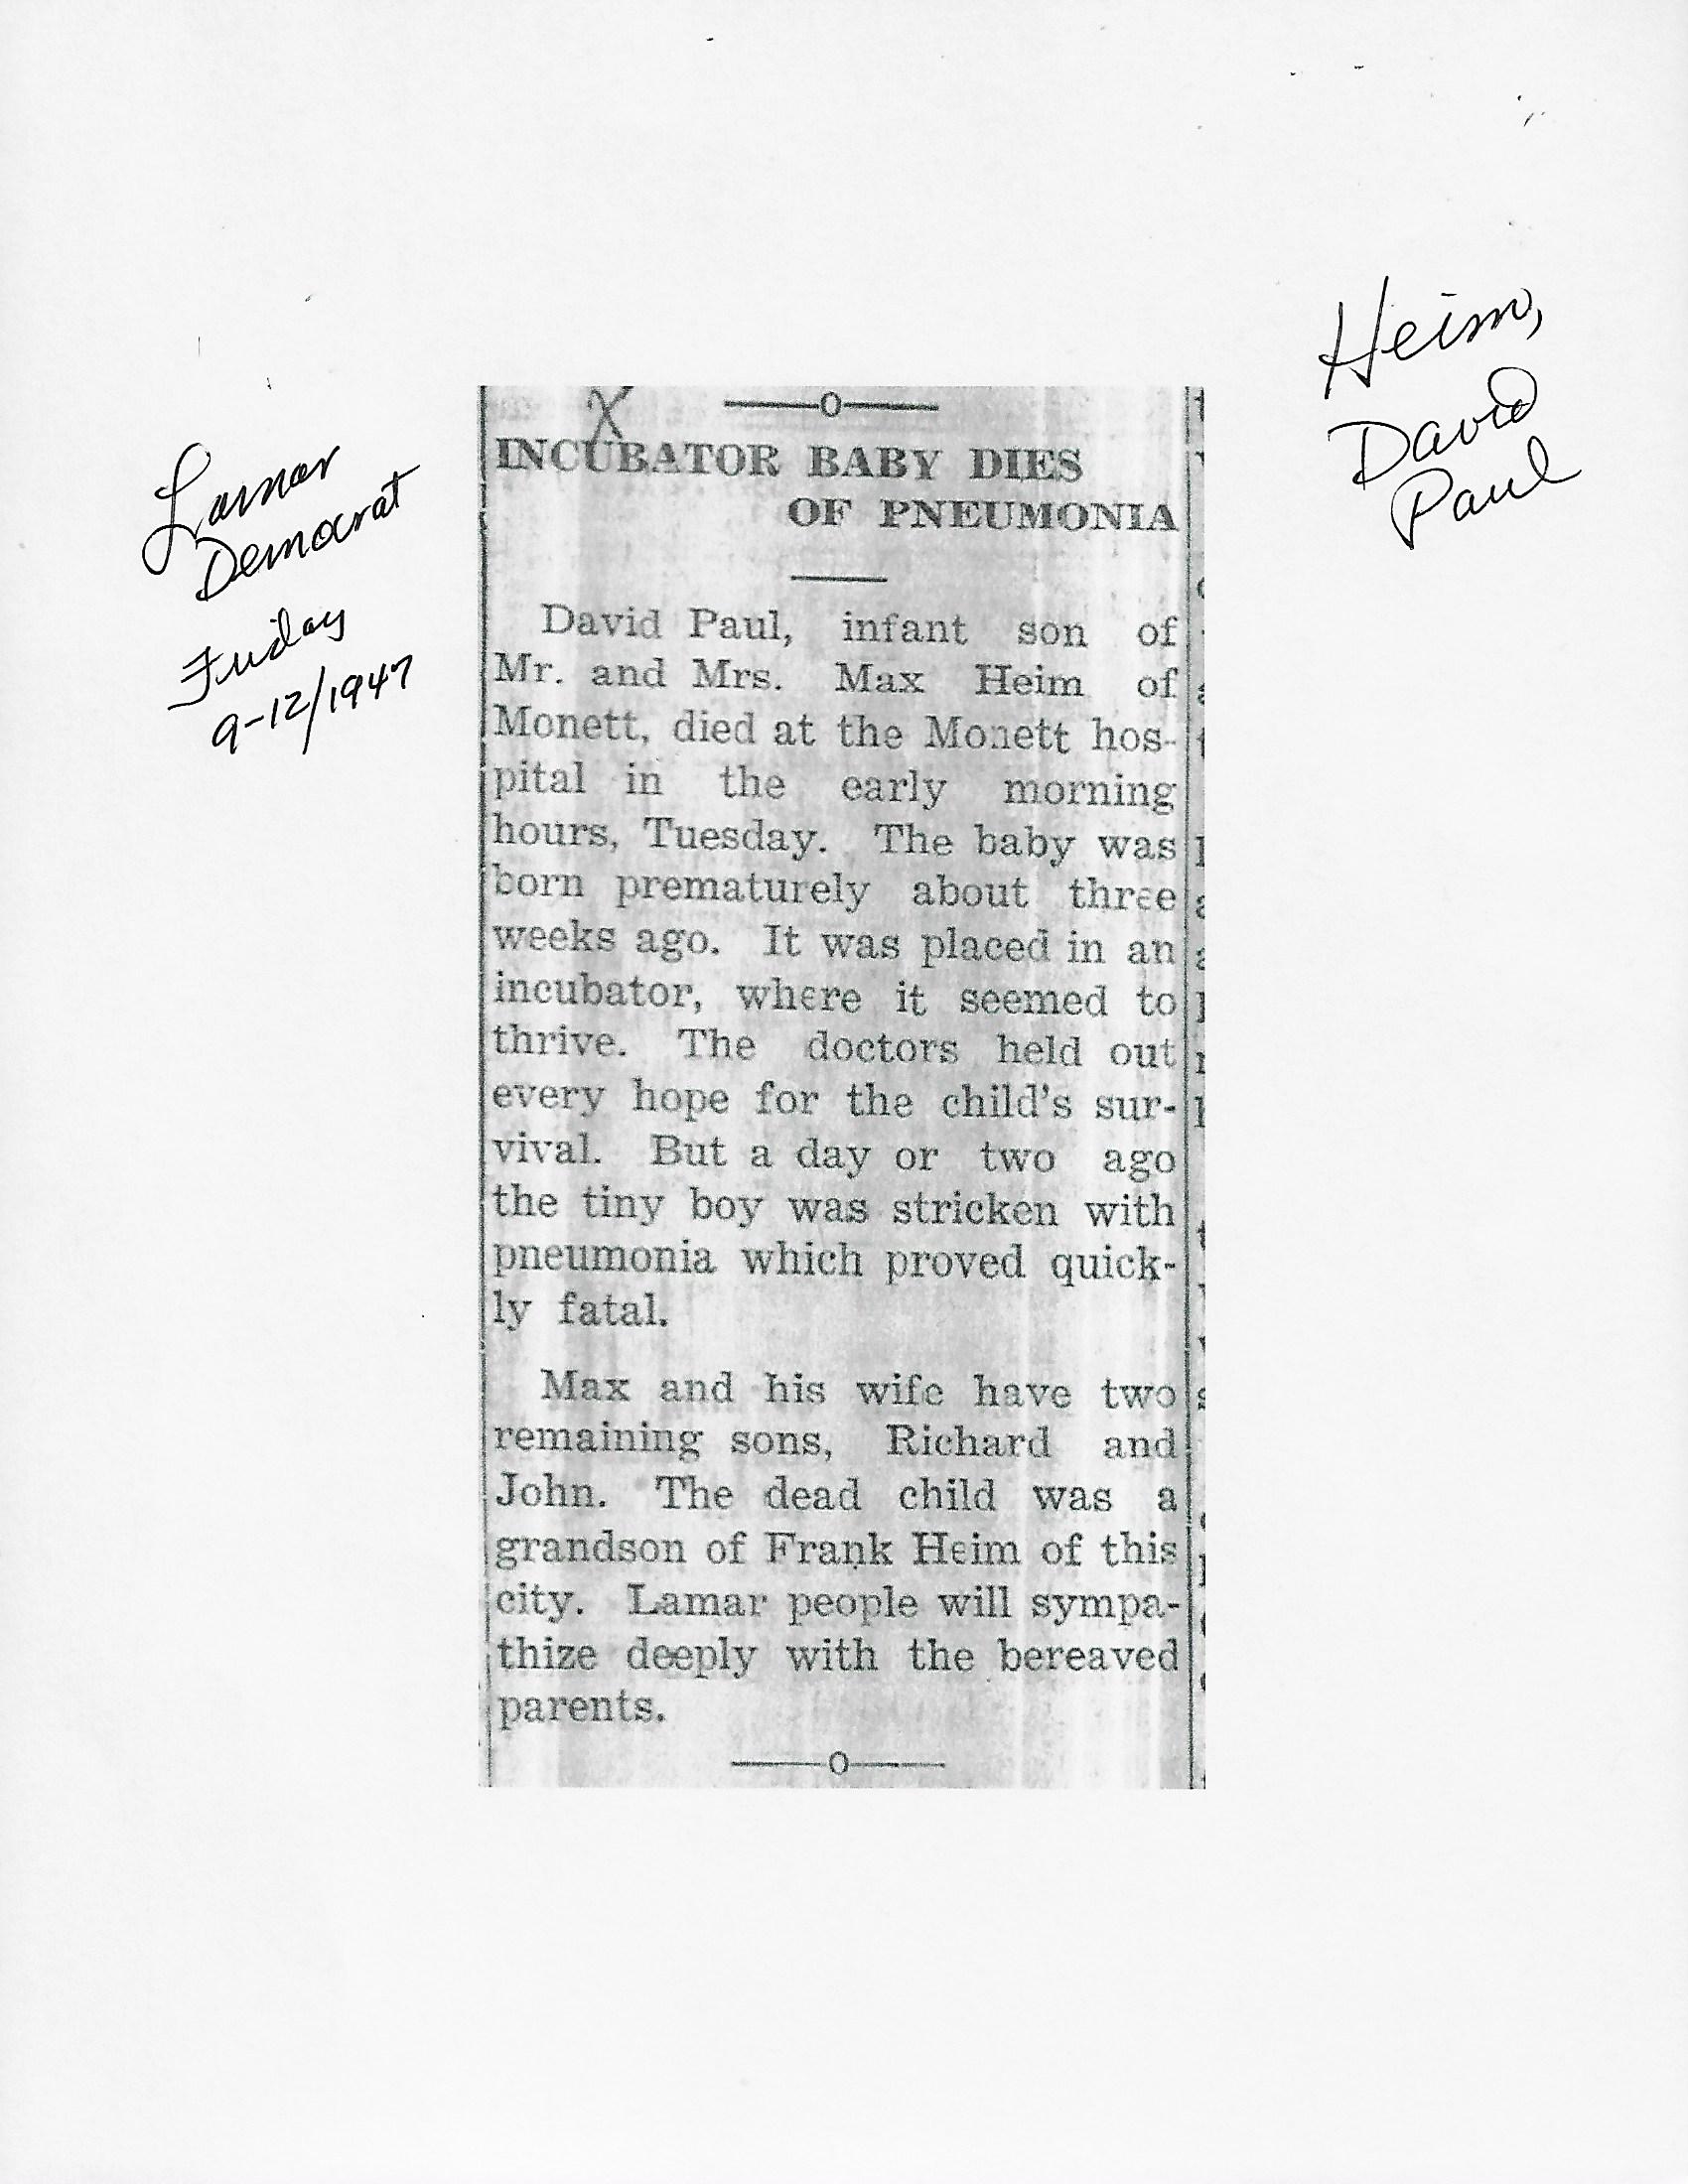 Heim,
David
Paul
Lamar
Democrat
Friday
9-12/1947
X
INCUBATOR BABY DIES
OF PNEUMONIA
David Paul, infant son of
Mr. and Mrs. Max Heim of
Monett, died at the Monett hos-
pital in the early morning
hours, Tuesday. The baby was
born prematurely about three
weeks ago. It was placed in an
incubator, where it seemed to
thrive. The doctors held out
every hope for the child's sur-
vival. But a day or two ago
the tiny boy was stricken with
pneumonia which proved quick-
ly fatal.
Max and his wife have two
remaining sons, Richard and
John. The dead child was a
grandson of Frank Heim of this
city. Lamar people will sympa-
thize deeply with the bereaved
parents.